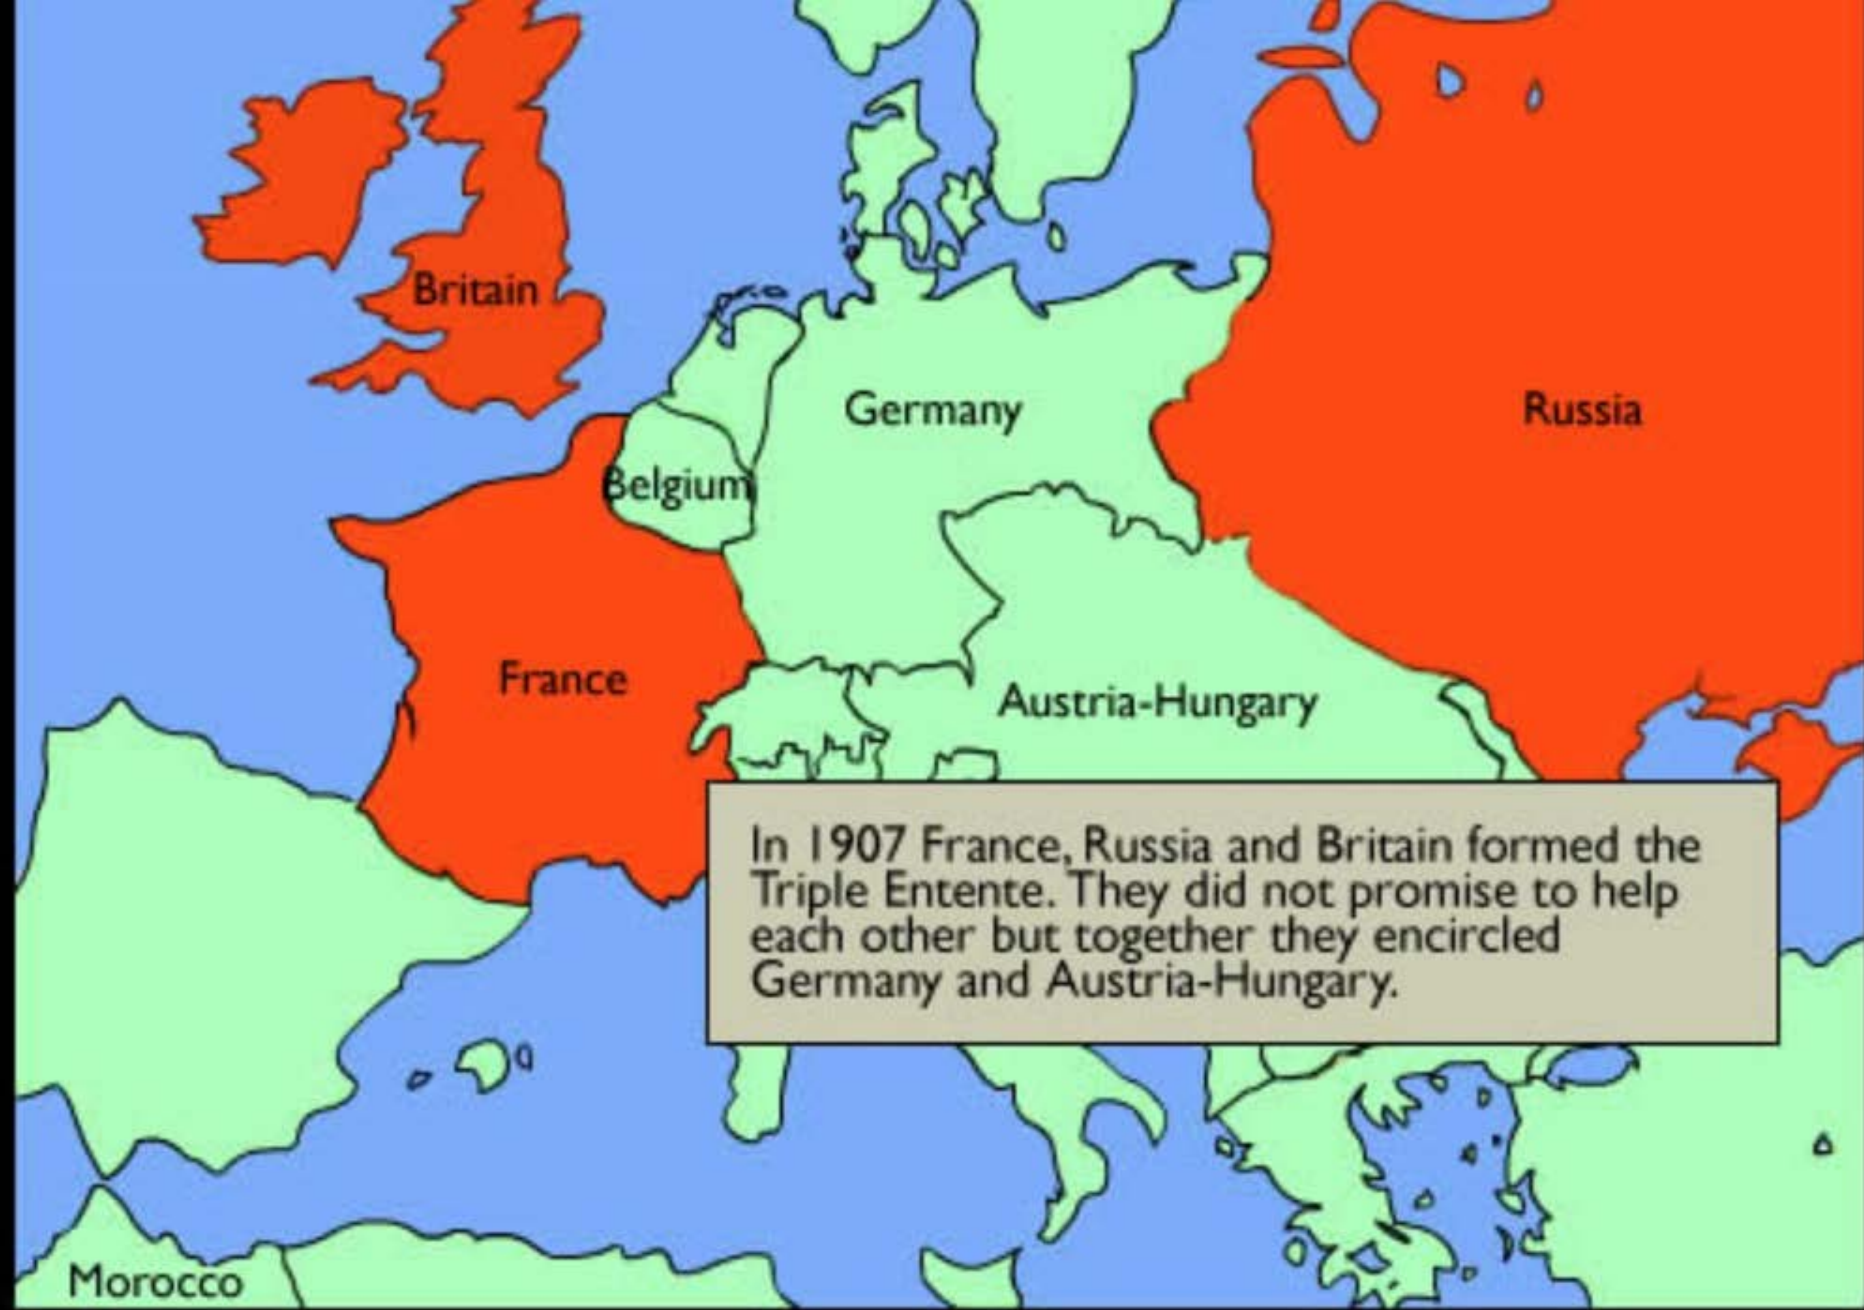 Britain
Germany
Russia
Belgium
France
Austria-Hungary
In 1907 France, Russia and Britain formed the
Triple Entente. They did not promise to help
each other but together they encircled
Germany and Austria-Hungary.
Morocco